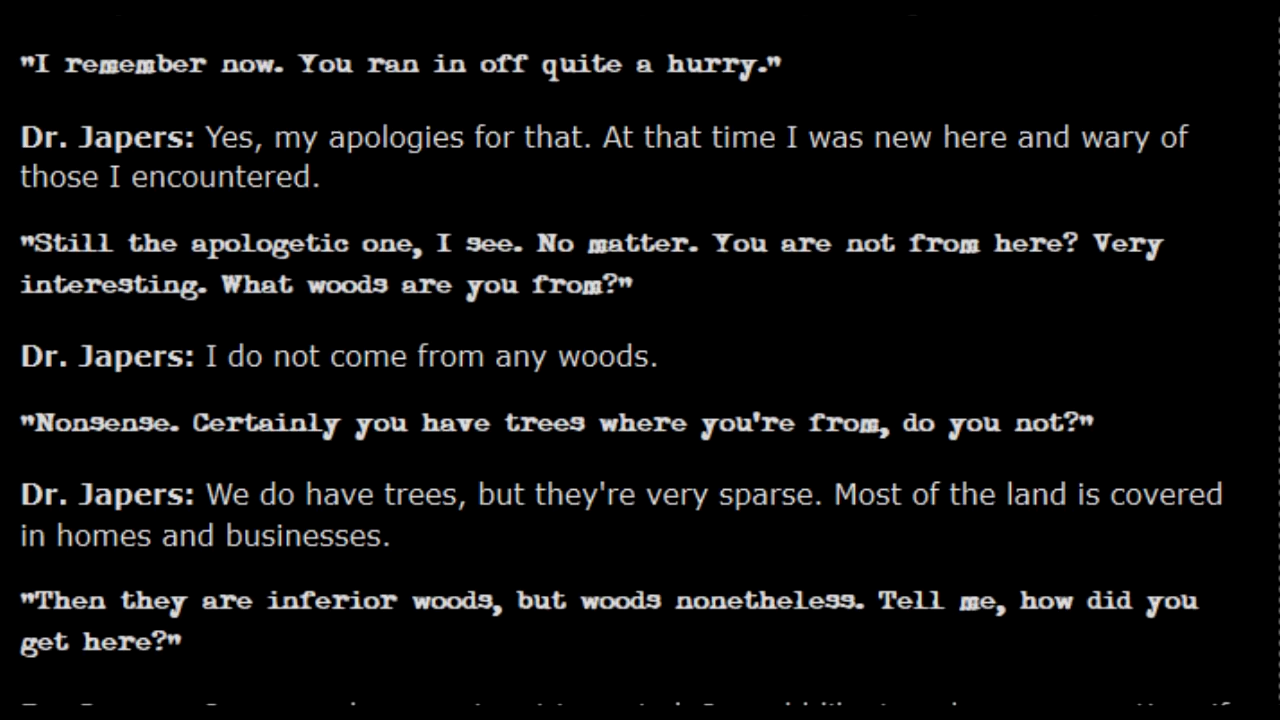 "I remember now. You ran in off quite a hurry."
Dr. Japers: Yes, my apologies for that. At that time I was new here and wary of
those I encountered.
"Still the apologetic one, I see. No matter. You are not from here? Very
interesting. What woods are you from?"
Dr. Japers: I do not come from any woods.
"Nonsense. Certainly you have trees where you're from, do you not?"
Dr. Japers: We do have trees, but they're very sparse. Most of the land is covered
in homes and businesses.
"Then they are inferior woods, but woods nonetheless. Tell me, how did you
get here?"